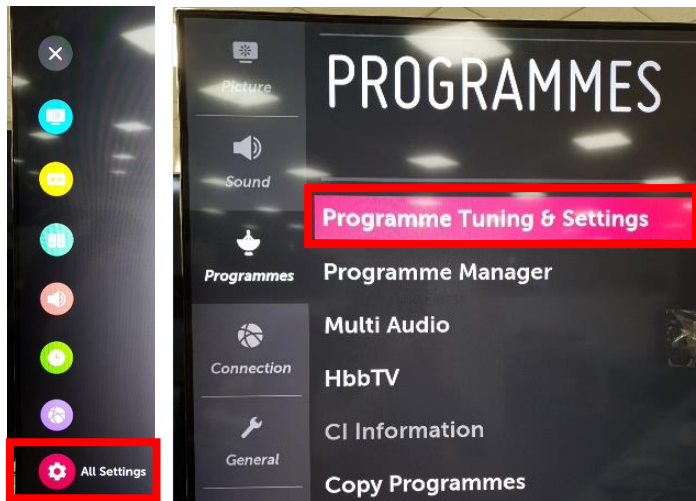 All Settings
Picture
Sound
Programmes
Connection
General
PROGRAMMES
Programme Tuning & Settings
Programme Manager
Multi Audio
HbbTV
CI Information
Copy Programmes